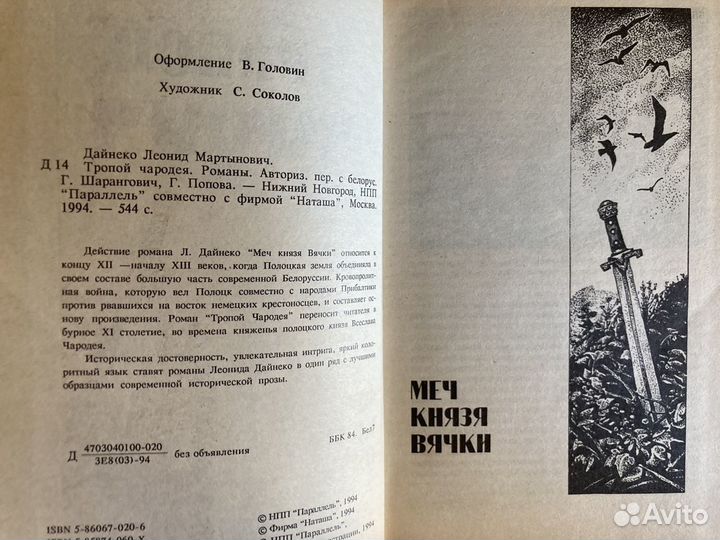 Оформление В. Головин
Художник С. Соколов
Дайнеко Леонид Мартынович.
Д 14 Тропой чародея. Романы. Авториз. пер. с белорус.
Г. Шарангович, Г. Попова. — Нижний Новгород, НПП
"Параллель" совместно с фирмой "Наташа", Москва.
1994. — 544 с.
Действие романа Л. Дайнеко "Меч князя Вячки" относится к
концу XII —началу XIII веков, когда Полоцкая земля объединяла в
своем составе большую часть современной Белоруссии. Кровопролит-
ная война, которую вел Полоцк совместно с народами Прибалтики
против рвавшихся на восток немецких крестоносцев, и составляет ос-
нову произведения. Роман "Тропой Чародея" переносит читателя в
бурное XI столетие, во времена княженья полоцкого князя Всеслава
Чародея.
Историческая достоверность, увлекательная интрига, яркий коло-
ритный язык ставят романы Леонида Дайнеко в один ряд с лучшими
образцами современной исторической прозы.
Д 4703040100-020
3Е8(03)-94 без объявления
ББК 84. Бел7
ISBN 5-86067-020-6
© НПП "Параллель", 1994
© Фирма "Наташа", 1994
МЕЧ
КНЯЗЯ
ВЯЧКИ
Avito